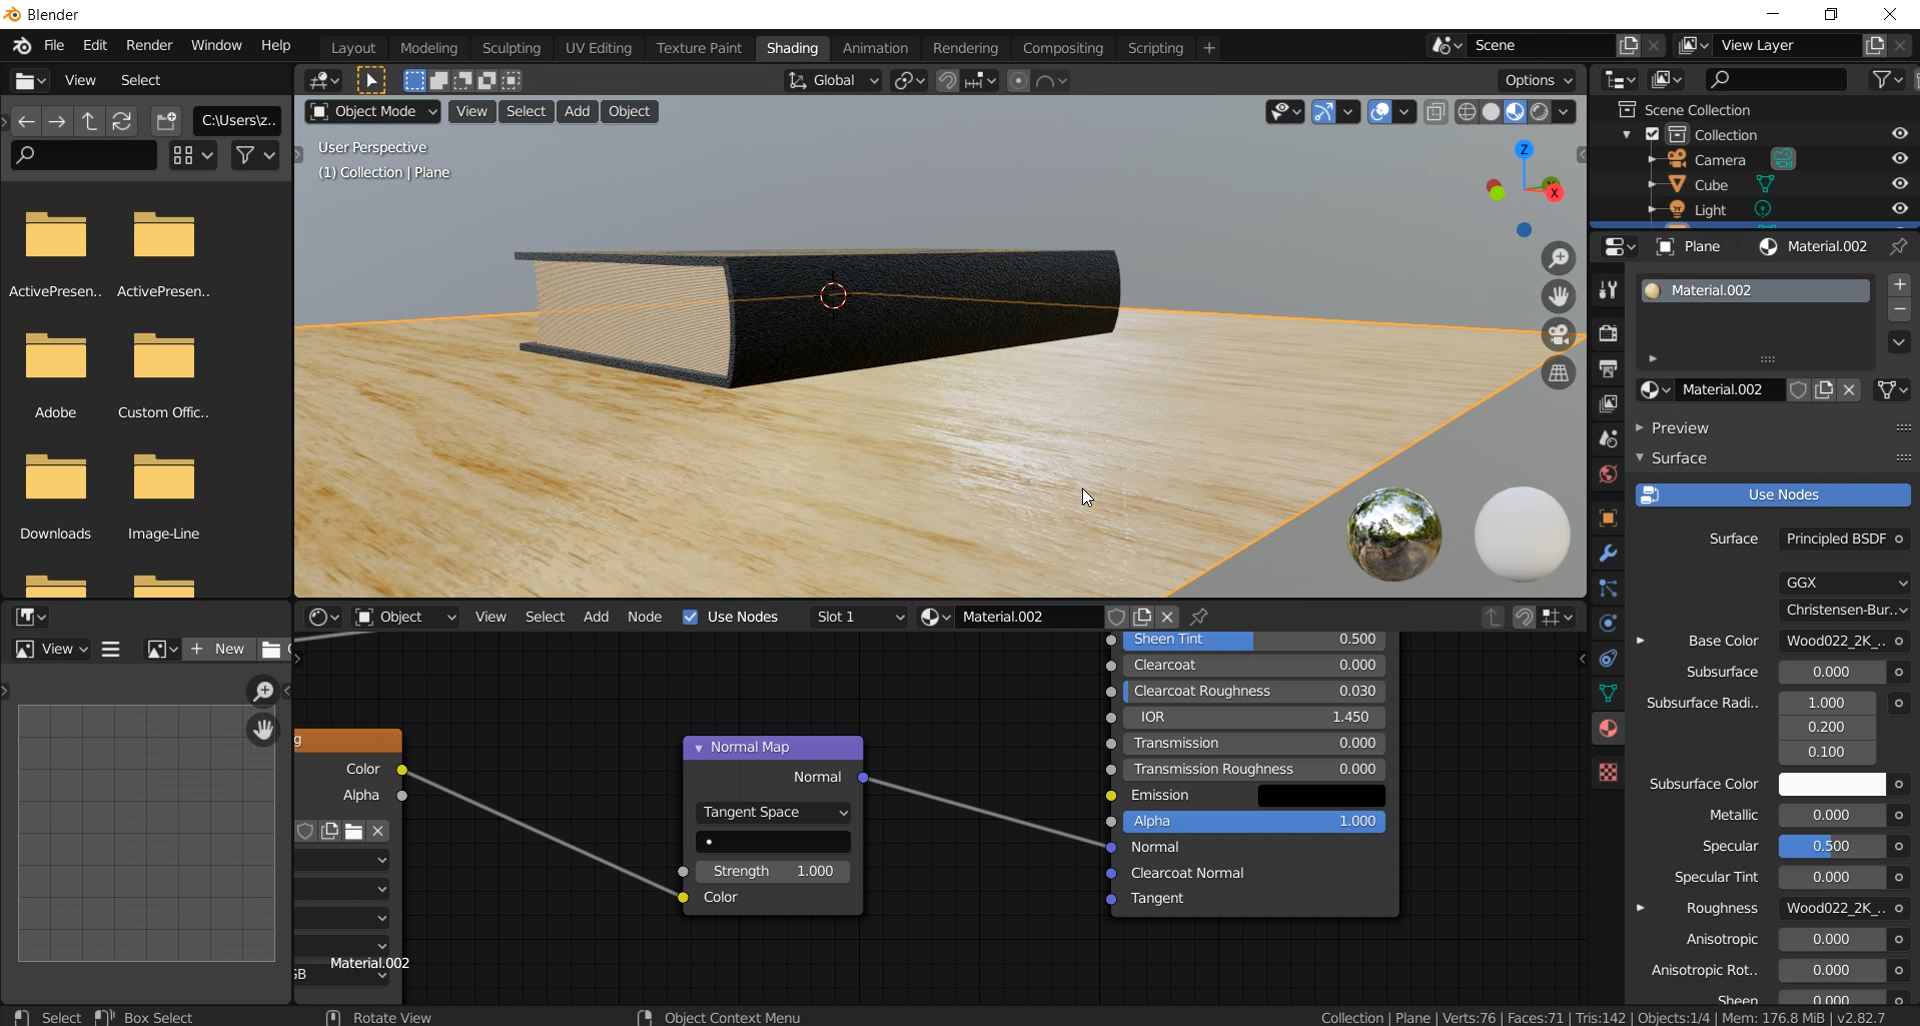 Blender
File Edit Render Window Help Layout Modeling Sculpting UV Editing Texture Paint Shading Animation Rendering Compositing Scripting + Scene View Layer
View Select Global Options
Object Mode View Select Add Object
C:\Users\z..
User Perspective
(1) Collection | Plane
Z
X
ActivePresen.. ActivePresen..
Adobe Custom Offic..
Downloads Image-Line
Scene Collection
Collection
Camera
Cube
Light
Plane Material.002
Material.002
Material.002
Preview
Surface
Use Nodes
Surface Principled BSDF
GGX
Christensen-Bur..
Base Color Wood022_2K_..
Subsurface 0.000
Subsurface Radi.. 1.000
0.200
0.100
Subsurface Color
Metallic 0.000
Specular 0.500
Specular Tint 0.000
Roughness Wood022_2K_..
Anisotropic 0.000
Anisotropic Rot.. 0.000
Sheen 0.000
Object View Select Add Node Use Nodes Slot 1 Material.002
View + New
g
Color
Alpha
Normal Map
Normal
Tangent Space
Strength 1.000
Color
Sheen Tint 0.500
Clearcoat 0.000
Clearcoat Roughness 0.030
IOR 1.450
Transmission 0.000
Transmission Roughness 0.000
Emission
Alpha 1.000
Normal
Clearcoat Normal
Tangent
Material.002
GB
Select Box Select Rotate View Object Context Menu Collection | Plane | Verts:76 | Faces:71 | Tris:142 | Objects:1/4 | Mem: 176.8 MiB | v2.82.7